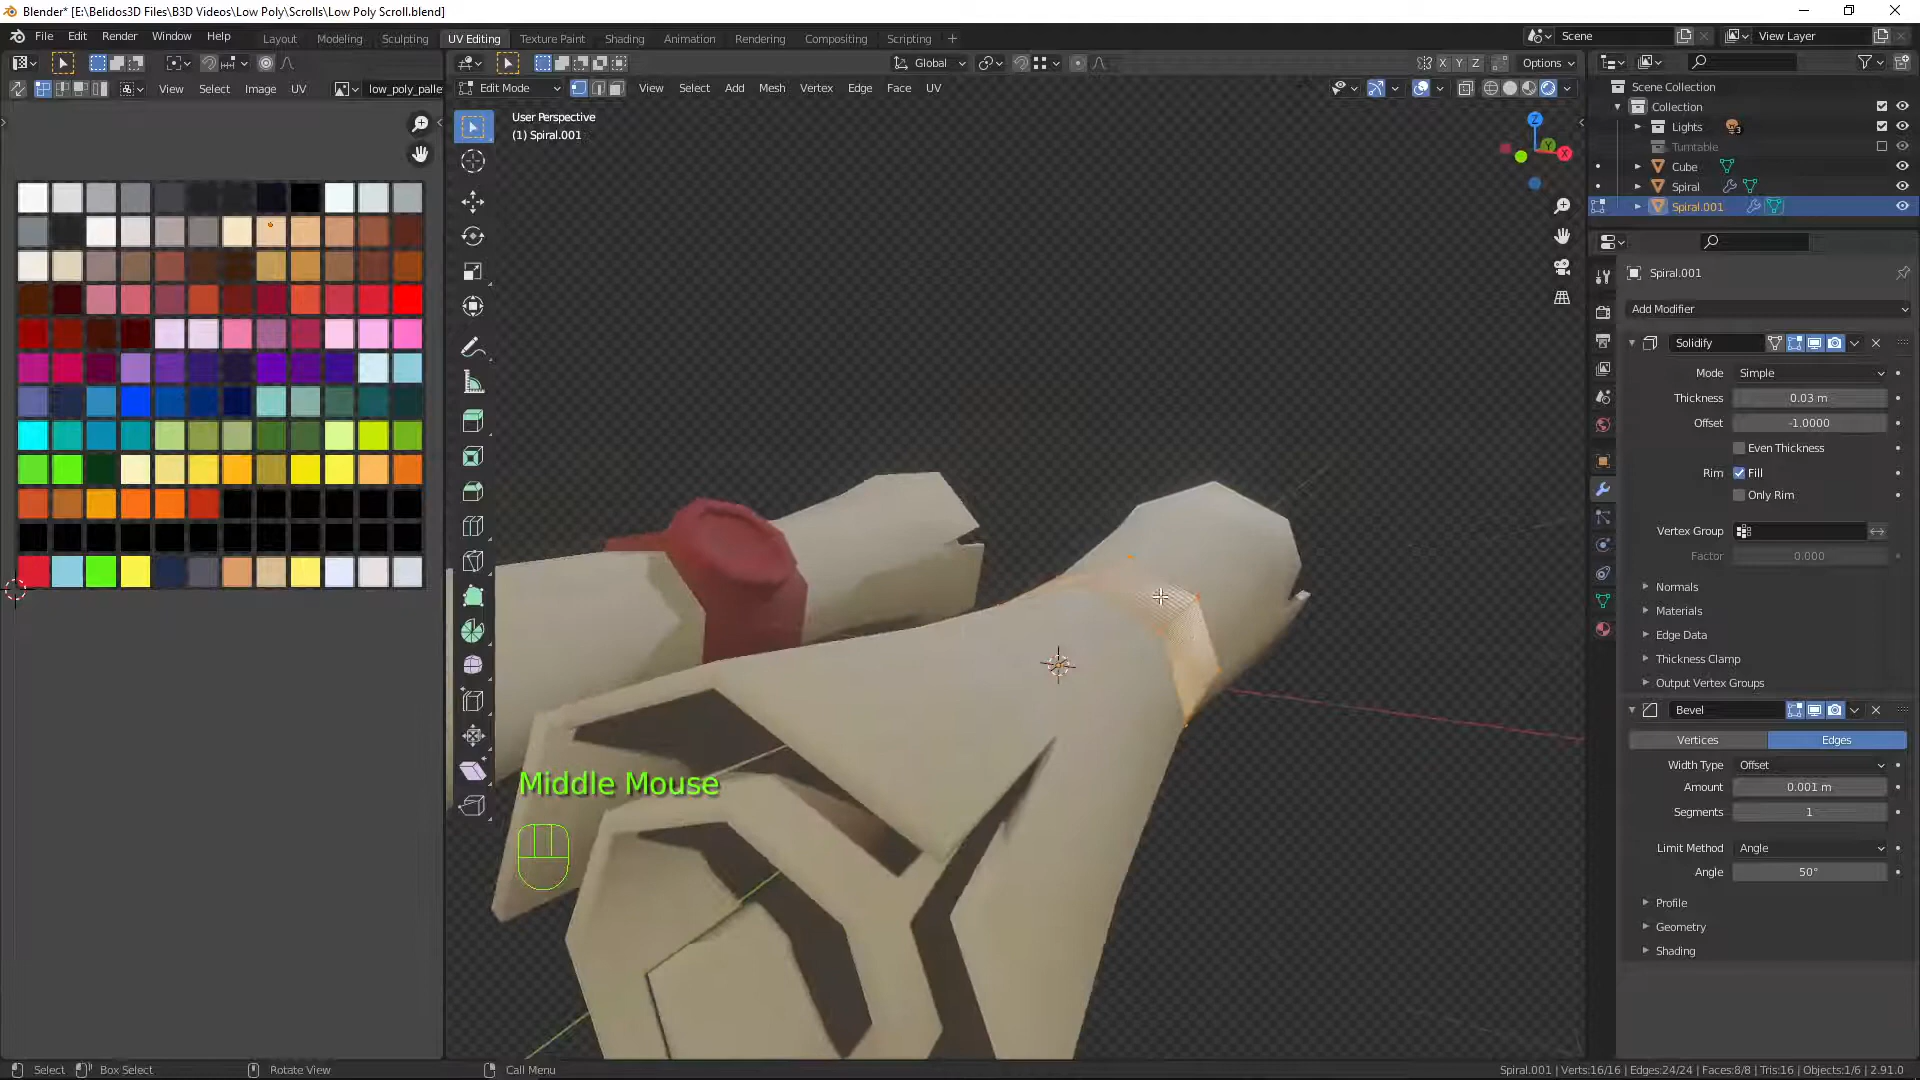 Blender* [E:\Belidos3D Files\B3D Videos\Low Poly\Scrolls\Low Poly Scroll.blend]
File Edit Render Window Help
Layout Modeling Sculpting UV Editing Texture Paint Shading Animation Rendering Compositing Scripting +
Scene View Layer
Global X Y Z Options
View Select Image UV low_poly_palle
Edit Mode View Select Add Mesh Vertex Edge Face UV
User Perspective
(1) Spiral.001
Z
Y
X
Scene Collection
Collection
Lights 3
Turntable
Cube
Spiral
Spiral.001
Spiral.001
Add Modifier
Solidify
Mode Simple
Thickness 0.03 m
Offset -1.0000
Even Thickness
Rim Fill
Only Rim
Vertex Group
Factor 0.000
Normals
Materials
Edge Data
Thickness Clamp
Output Vertex Groups
Bevel
Vertices Edges
Width Type Offset
Amount 0.001 m
Segments 1
Limit Method Angle
Angle 50°
Profile
Geometry
Shading
Middle Mouse
Select Box Select Rotate View Call Menu
Spiral.001 | Verts:16/16 | Edges:24/24 | Faces:8/8 | Tris:16 | Objects:1/6 | 2.91.0